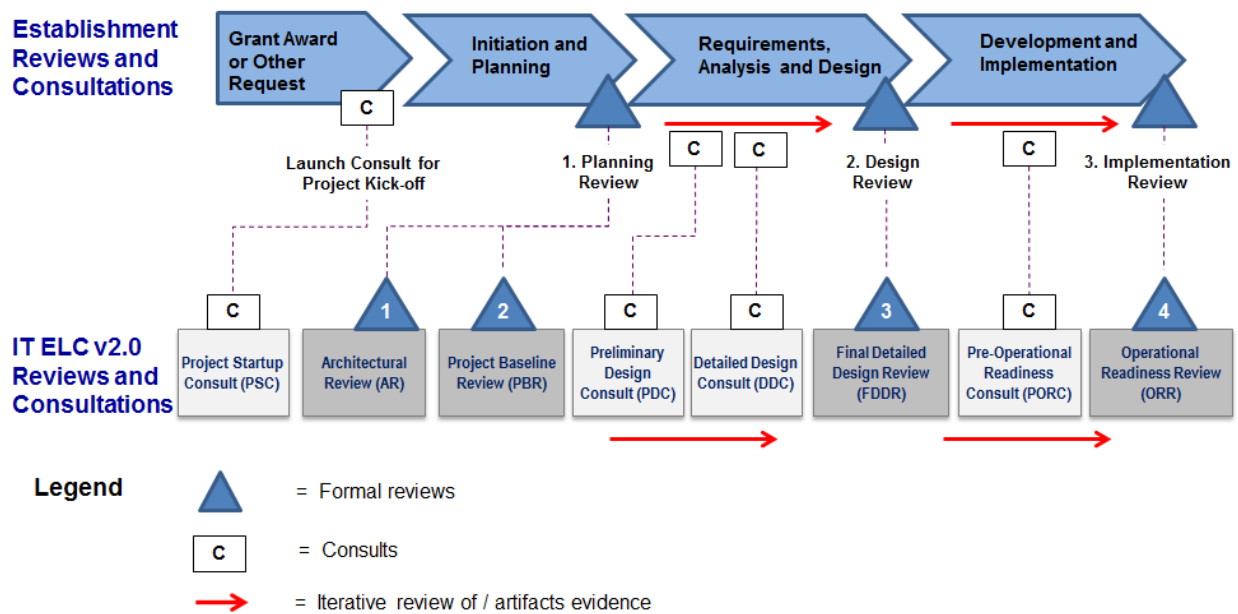 Establishment
Reviews and
Consultations
Grant Award
or Other
Request
Initiation and
Planning
Requirements,
Analysis and Design
Development and
Implementation
C
C
C
C
Launch Consult for
Project Kick-off
1. Planning
Review
2. Design
Review
3. Implementation
Review
IT ELC v2.0
Reviews and
Consultations
C
1
2
C
C
3
C
4
Project Startup
Consult (PSC)
Architectural
Review (AR)
Project Baseline
Review (PBR)
Preliminary
Design
Consult (PDC)
Detailed Design
Consult (DDC)
Final Detailed
Design Review
(FDDR)
Pre-Operational
Readiness
Consult (PORC)
Operational
Readiness Review
(ORR)
Legend
= Formal reviews
C
= Consults
= Iterative review of / artifacts evidence